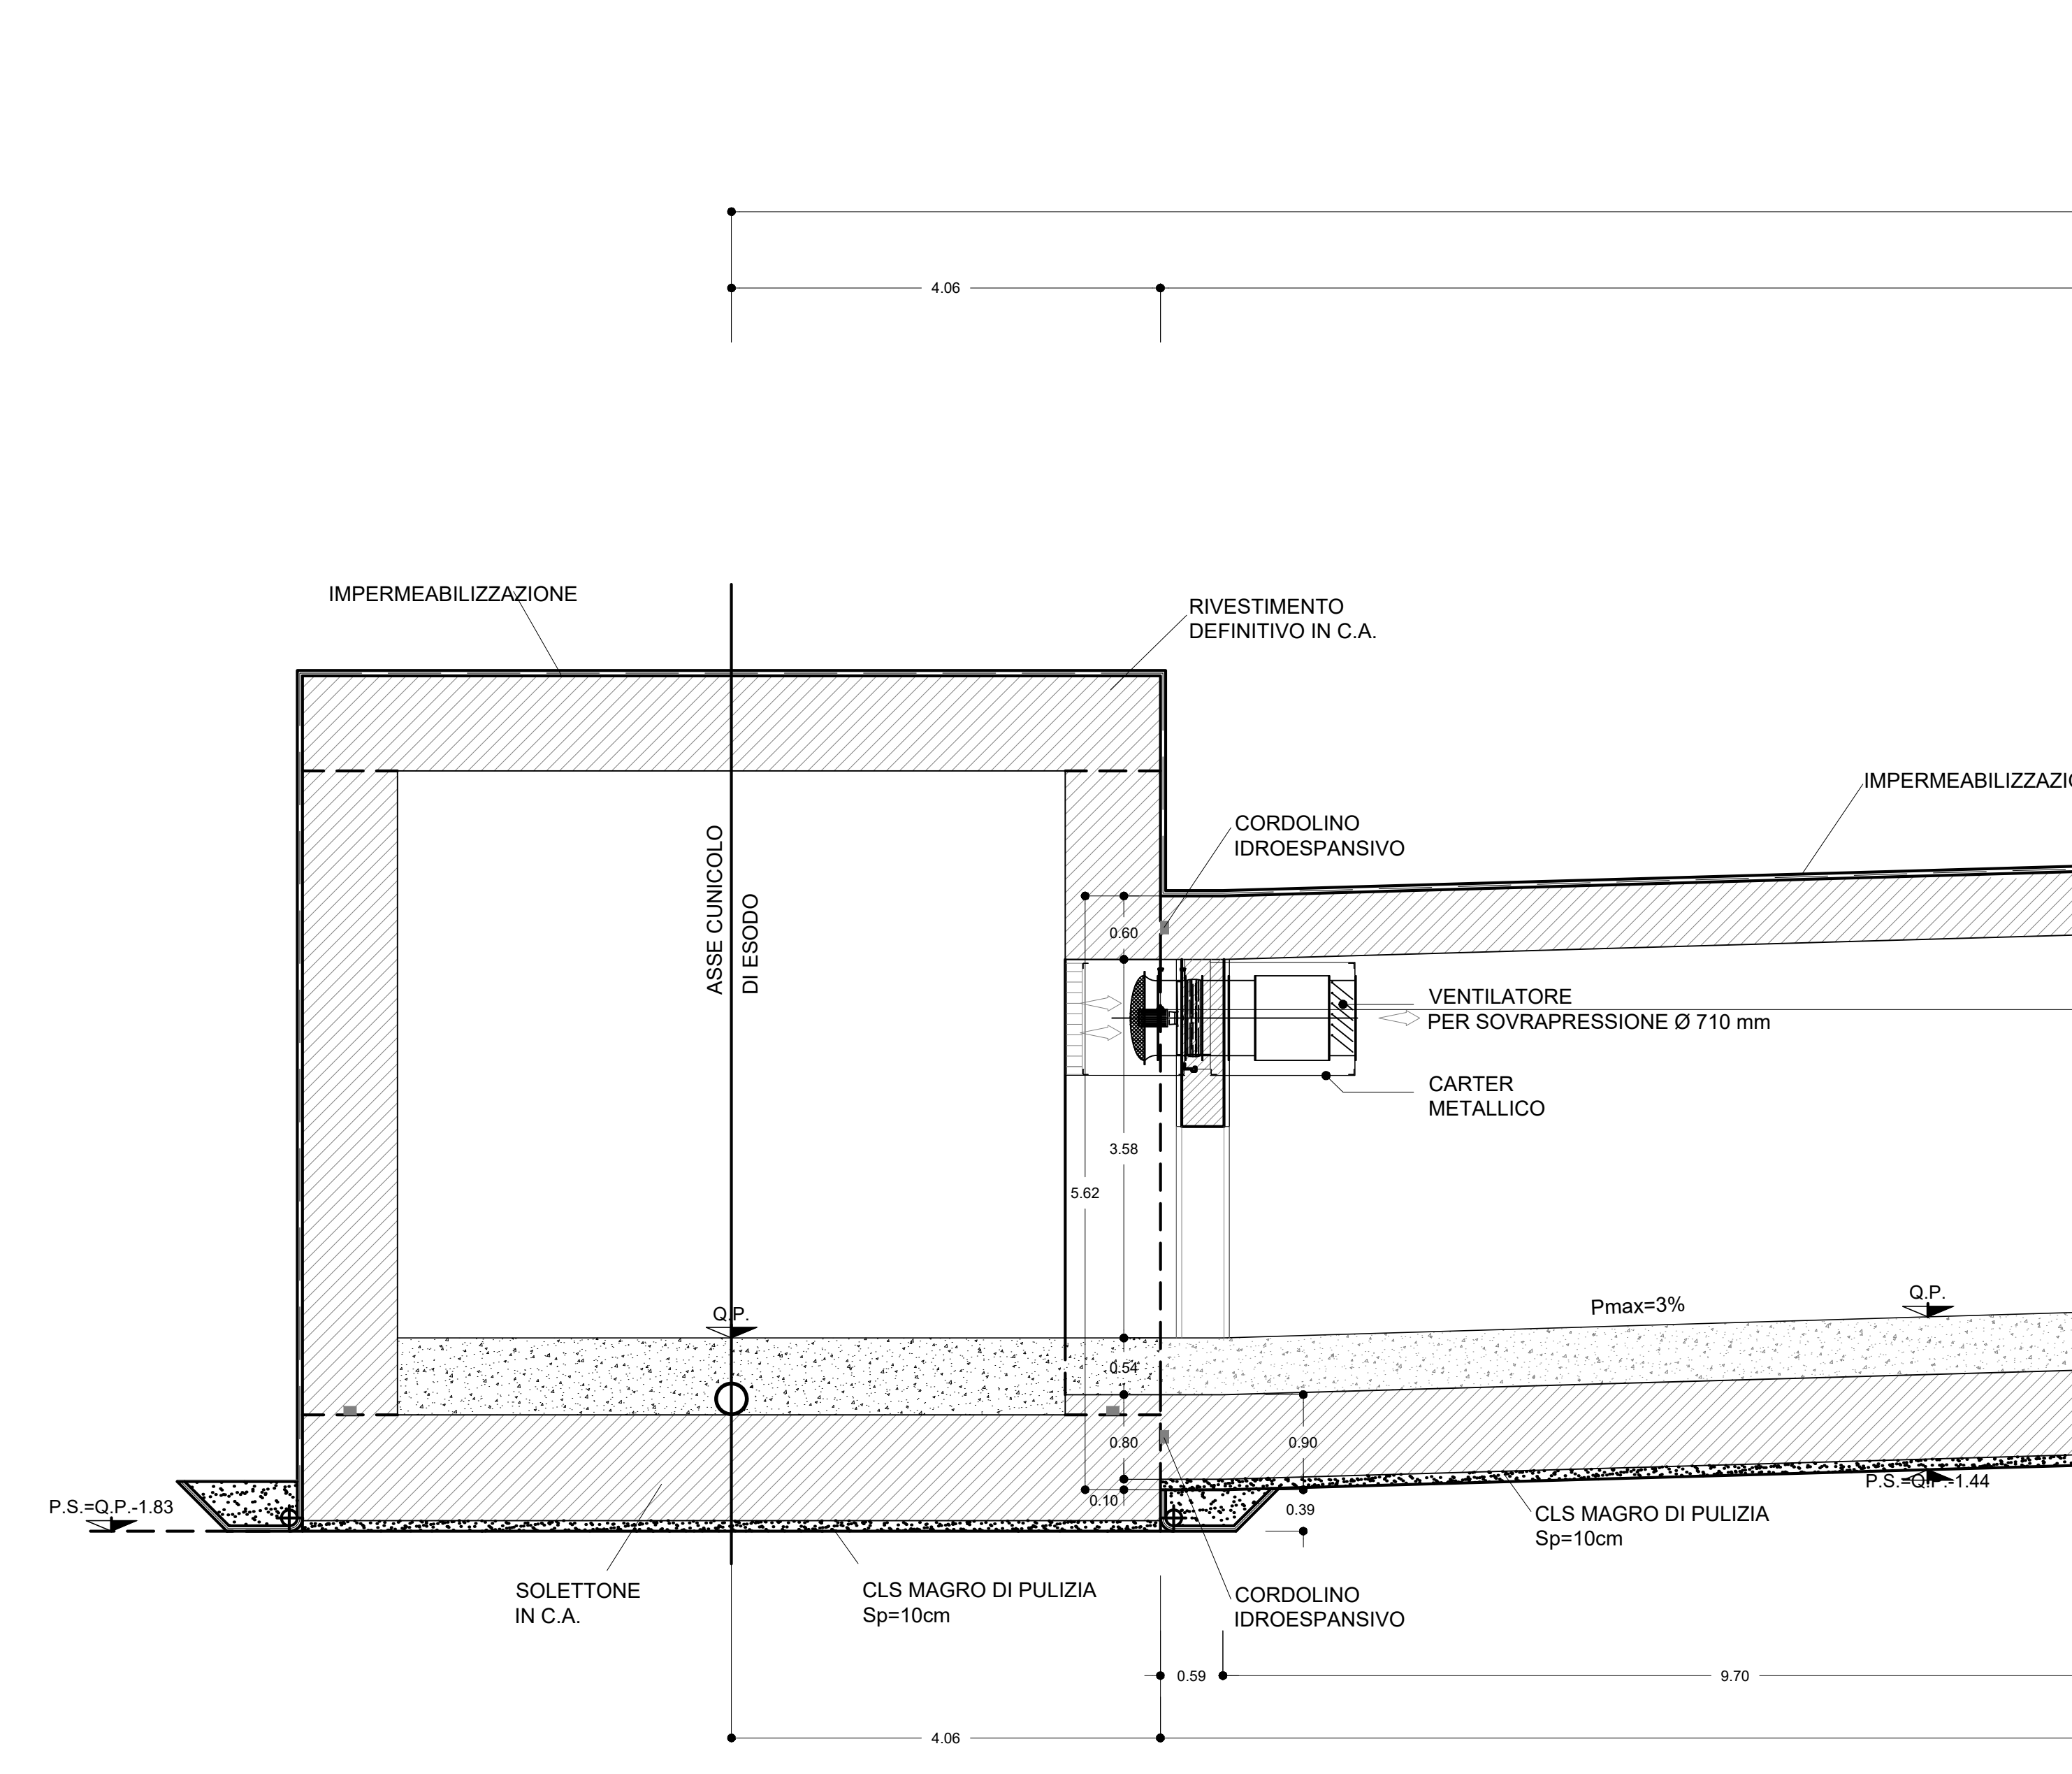 4.06
IMPERMEABILIZZAZIONE
RIVESTIMENTO
DEFINITIVO IN C.A.
IMPERMEABILIZZAZIO
CORDOLINO
IDROESPANSIVO
ASSE CUNICOLO
DI ESODO
0.60
VENTILATORE
PER SOVRAPRESSIONE Ø 710 mm
CARTER
METALLICO
3.58
5.62
Q.P.
Pmax=3%
Q.P.
0.54
0.80
0.90
P.S.=Q.P.-1.44
0.10
0.39
P.S.=Q.P.-1.83
CLS MAGRO DI PULIZIA
Sp=10cm
SOLETTONE
IN C.A.
CLS MAGRO DI PULIZIA
Sp=10cm
CORDOLINO
IDROESPANSIVO
0.59
9.70
4.06